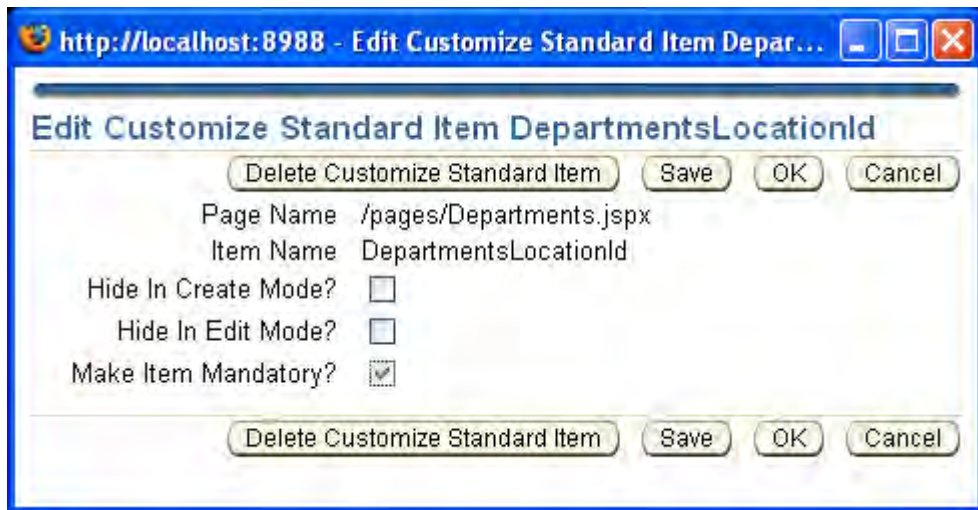 http://localhost:8988 - Edit Customize Standard Item Depar...
Edit Customize Standard Item DepartmentsLocationId
Delete Customize Standard Item Save OK Cancel
Page Name /pages/Departments.jspx
Item Name DepartmentsLocationId
Hide In Create Mode?
Hide In Edit Mode?
Make Item Mandatory?
Delete Customize Standard Item Save OK Cancel